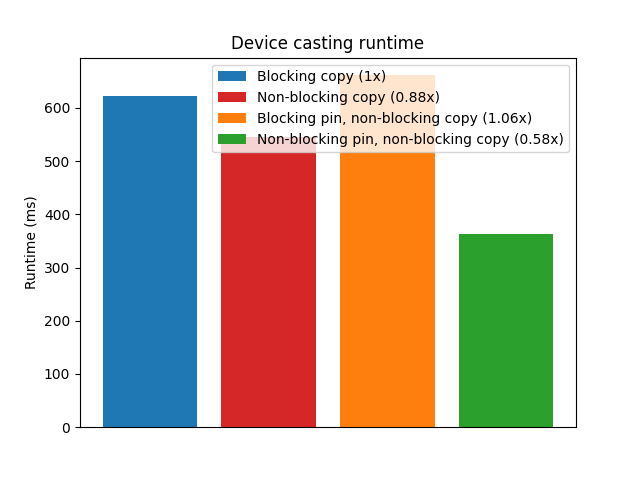 Device casting runtime
Blocking copy (1x)
Non-blocking copy (0.88x)
Blocking pin, non-blocking copy (1.06x)
Non-blocking pin, non-blocking copy (0.58x)
Runtime (ms)
600
500
400
300
200
100
0